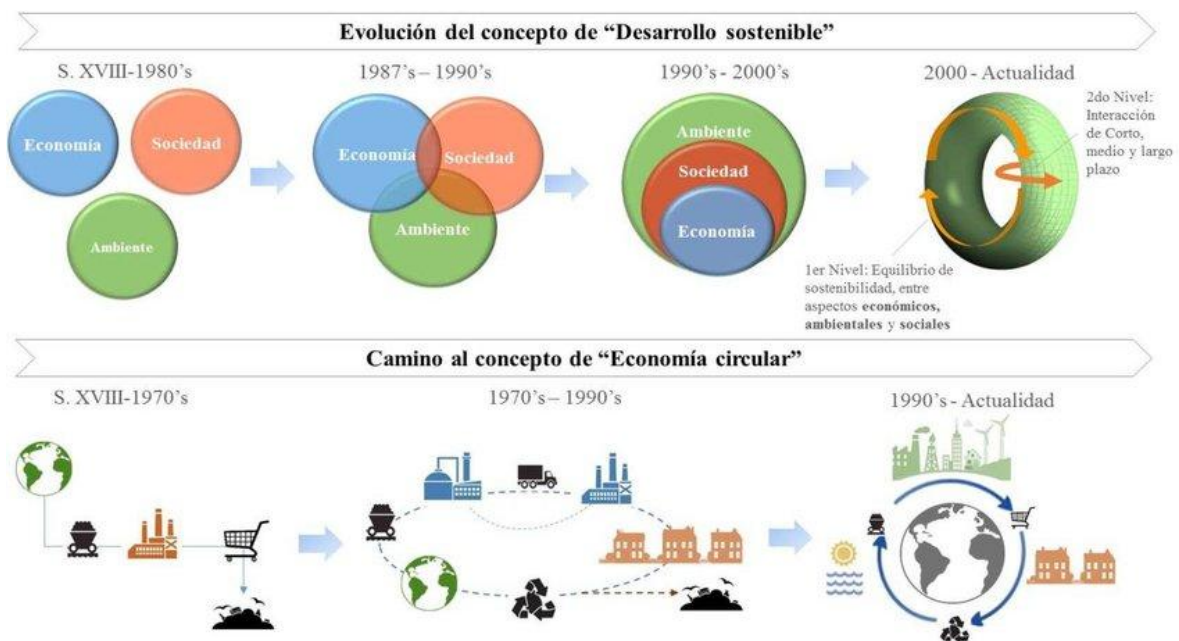 Evolución del concepto de “Desarrollo sostenible”
S. XVIII-1980’s
1987’s – 1990’s
1990’s - 2000’s
2000 - Actualidad
Economía
Sociedad
Ambiente
Economía
Sociedad
Ambiente
Ambiente
Sociedad
Economía
2do Nivel:
Interacción
de Corto,
medio y largo
plazo
1er Nivel: Equilibrio de
sostenibilidad, entre
aspectos económicos,
ambientales y sociales
Camino al concepto de “Economía circular”
S. XVIII-1970’s
1970’s – 1990’s
1990’s - Actualidad